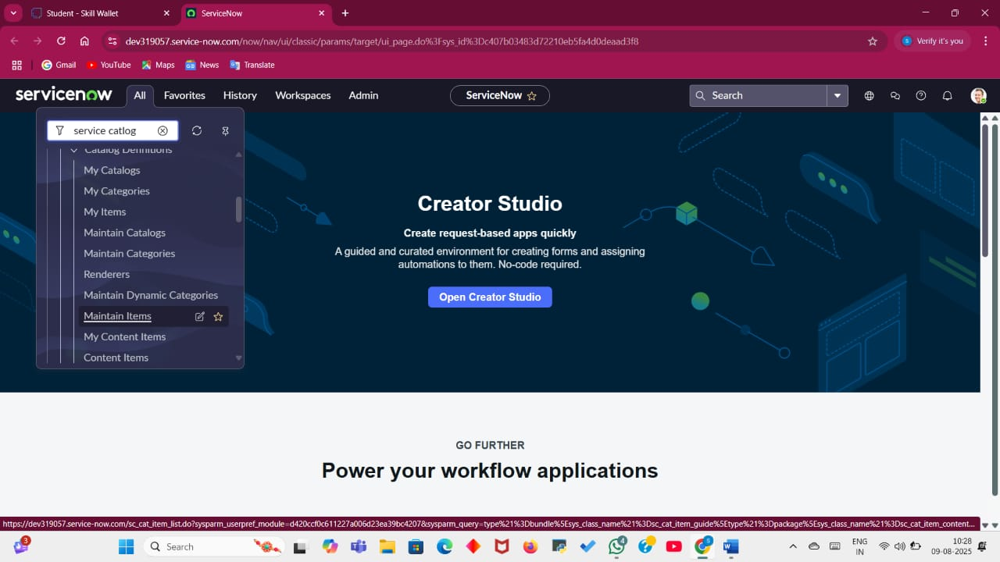 Student - Skill Wallet
ServiceNow
dev319057.service-now.com/now/nav/ui/classic/params/target/ui_page.do%3Fsys_id%3Dc407b03483d72210eb5fa4d0deaad3f8
S
Verify it's you
Gmail
YouTube
Maps
News
Translate
servicenow
All
Favorites
History
Workspaces
Admin
ServiceNow
Search
service catlog
Catalog Definitions
My Catalogs
My Categories
My Items
Maintain Catalogs
Maintain Categories
Renderers
Maintain Dynamic Categories
Maintain Items
My Content Items
Content Items
Creator Studio
Create request-based apps quickly
A guided and curated environment for creating forms and assigning
automations to them. No-code required.
Open Creator Studio
GO FURTHER
Power your workflow applications
https://dev319057.service-now.com/sc_cat_item_list.do?sysparm_userpref_module=d420ccf0c611227a006d23ea39bc4207&sysparm_query=type%21%3Dbundle%5Esys_class_name%21%3Dsc_cat_item_guide%5Etype%21%3Dpackage%5Esys_class_name%21%3Dsc_cat_item_content...
3
Search
4
S
ENG
IN
10:28
09-08-2025